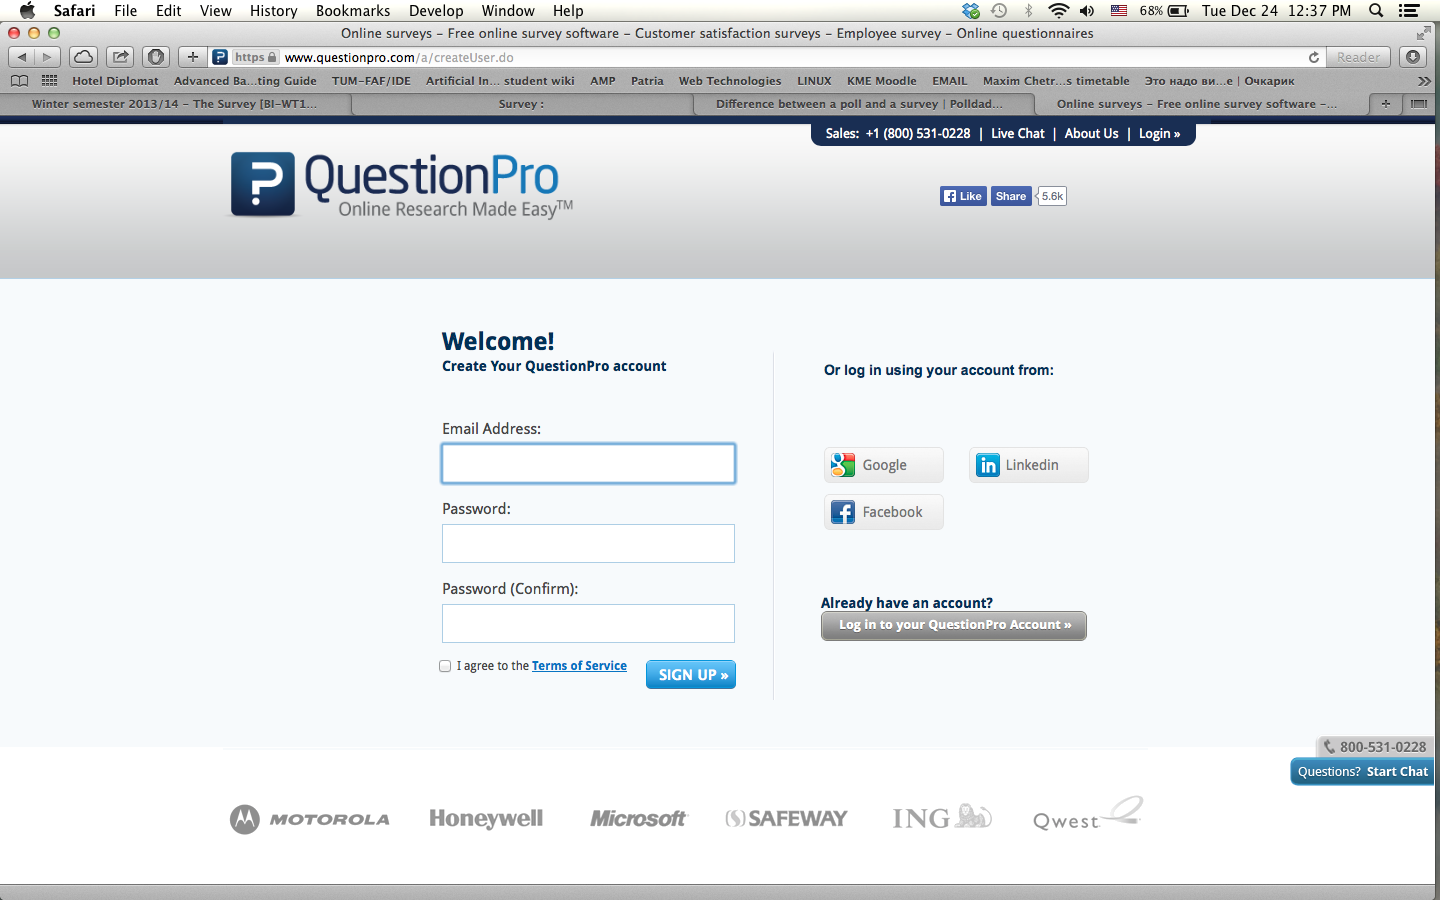 Safari File Edit View History Bookmarks Develop Window Help 68% Tue Dec 24 12:37 PM
Online surveys – Free online survey software – Customer satisfaction surveys – Employee survey – Online questionnaires
https www.questionpro.com/a/createUser.do Reader
Hotel Diplomat Advanced Ba...ting Guide TUM-FAF/IDE Artificial In... student wiki AMP Patria Web Technologies LINUX KME Moodle EMAIL Maxim Chetr...s timetable Это надо ви...е | Очкарик
Winter semester 2013/14 – The Survey [BI-WT1... Survey : Difference between a poll and a survey | Polldad... Online surveys – Free online survey software –...
Sales: +1 (800) 531-0228 | Live Chat | About Us | Login »
QuestionPro
Online Research Made Easy™
Like Share 5.6k
Welcome!
Create Your QuestionPro account
Email Address:
Password:
Password (Confirm):
I agree to the Terms of Service SIGN UP »
Or log in using your account from:
Google Linkedin
Facebook
Already have an account?
Log in to your QuestionPro Account »
800-531-0228
Questions? Start Chat
MOTOROLA Honeywell Microsoft SAFEWAY ING Qwest